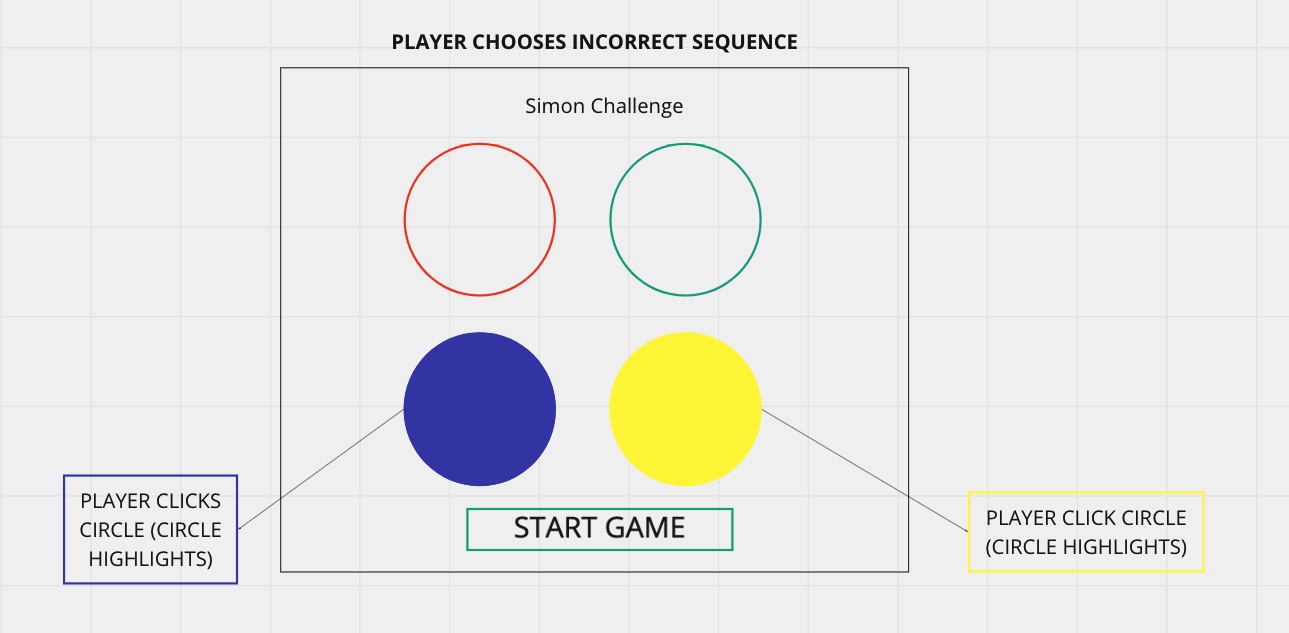 PLAYER CHOOSES INCORRECT SEQUENCE
Simon Challenge
START GAME
PLAYER CLICKS
CIRCLE (CIRCLE
HIGHLIGHTS)
PLAYER CLICK CIRCLE
(CIRCLE HIGHLIGHTS)